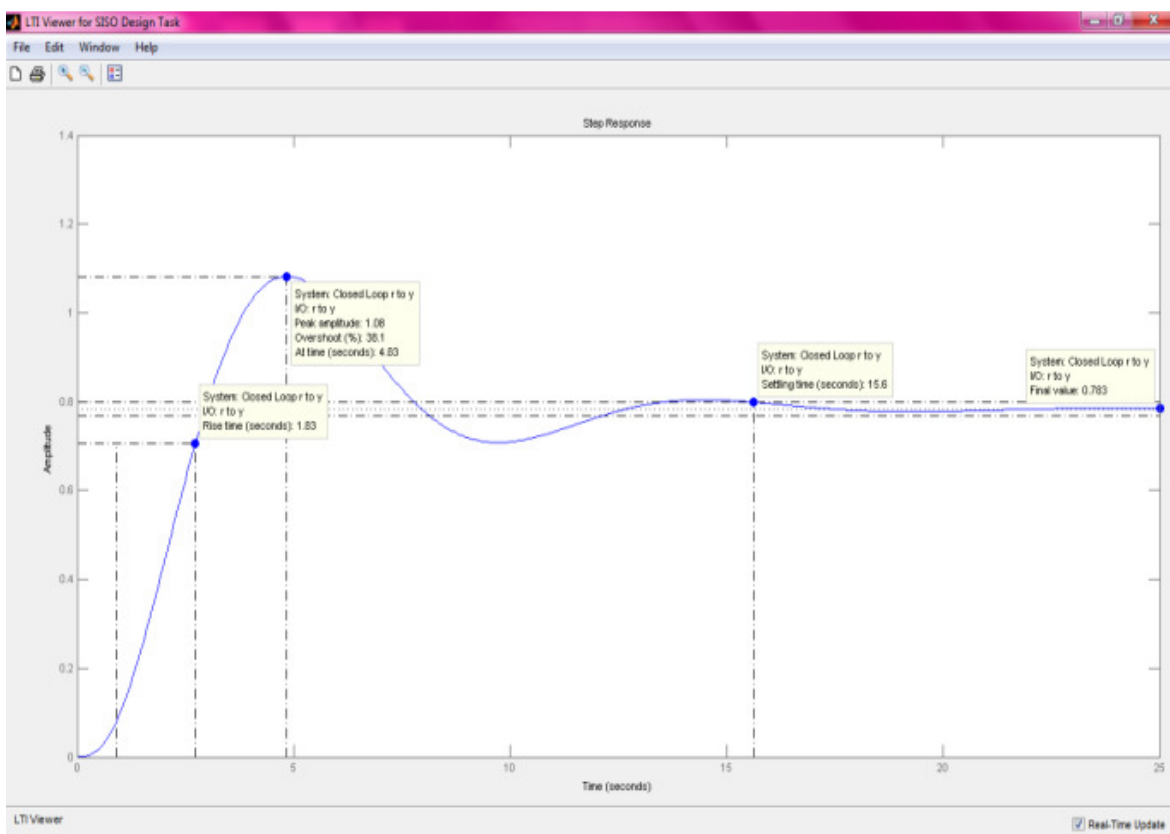 LTI Viewer for SISO Design Task
File Edit Window Help
Step Response
1.4
1.2
1
0.8
0.6
0.4
0.2
0
Amplitude
System: Closed Loop r to y
I/O: r to y
Peak amplitude: 1.08
Overshoot (%): 38.1
At time (seconds): 4.83
System: Closed Loop r to y
I/O: r to y
Rise time (seconds): 1.83
System: Closed Loop r to y
I/O: r to y
Settling time (seconds): 15.6
System: Closed Loop r to y
I/O: r to y
Final value: 0.783
0 5 10 15 20 25
Time (seconds)
LTI Viewer
Real-Time Update